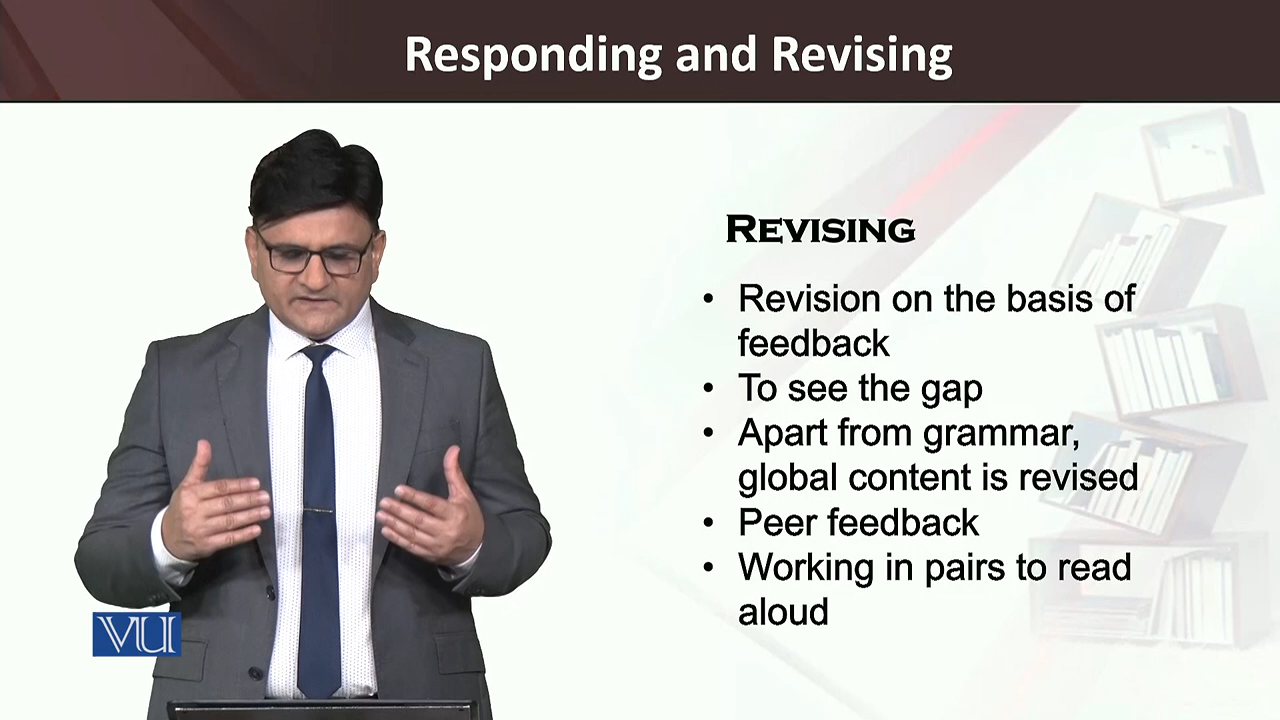 Responding and Revising
REVISING
• Revision on the basis of
feedback
• To see the gap
• Apart from grammar,
global content is revised
• Peer feedback
• Working in pairs to read
aloud
VU